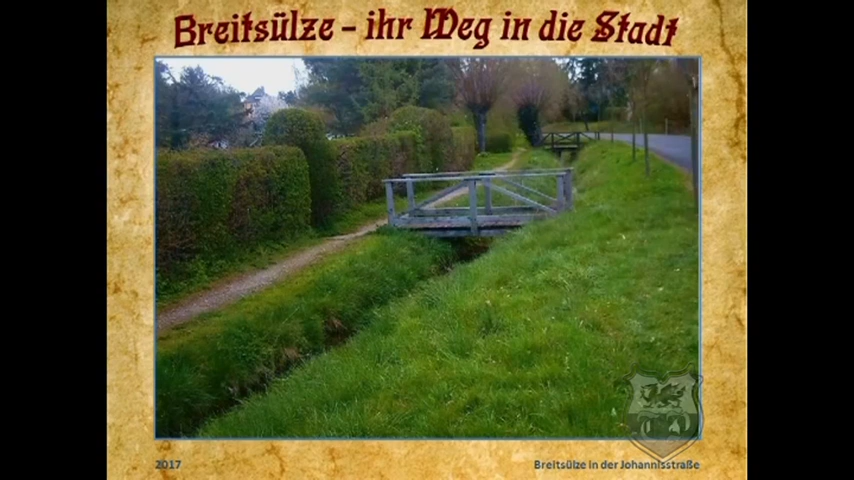 Breitsülze – ihr Weg in die Stadt
2017
Breitsülze in der Johannisstraße